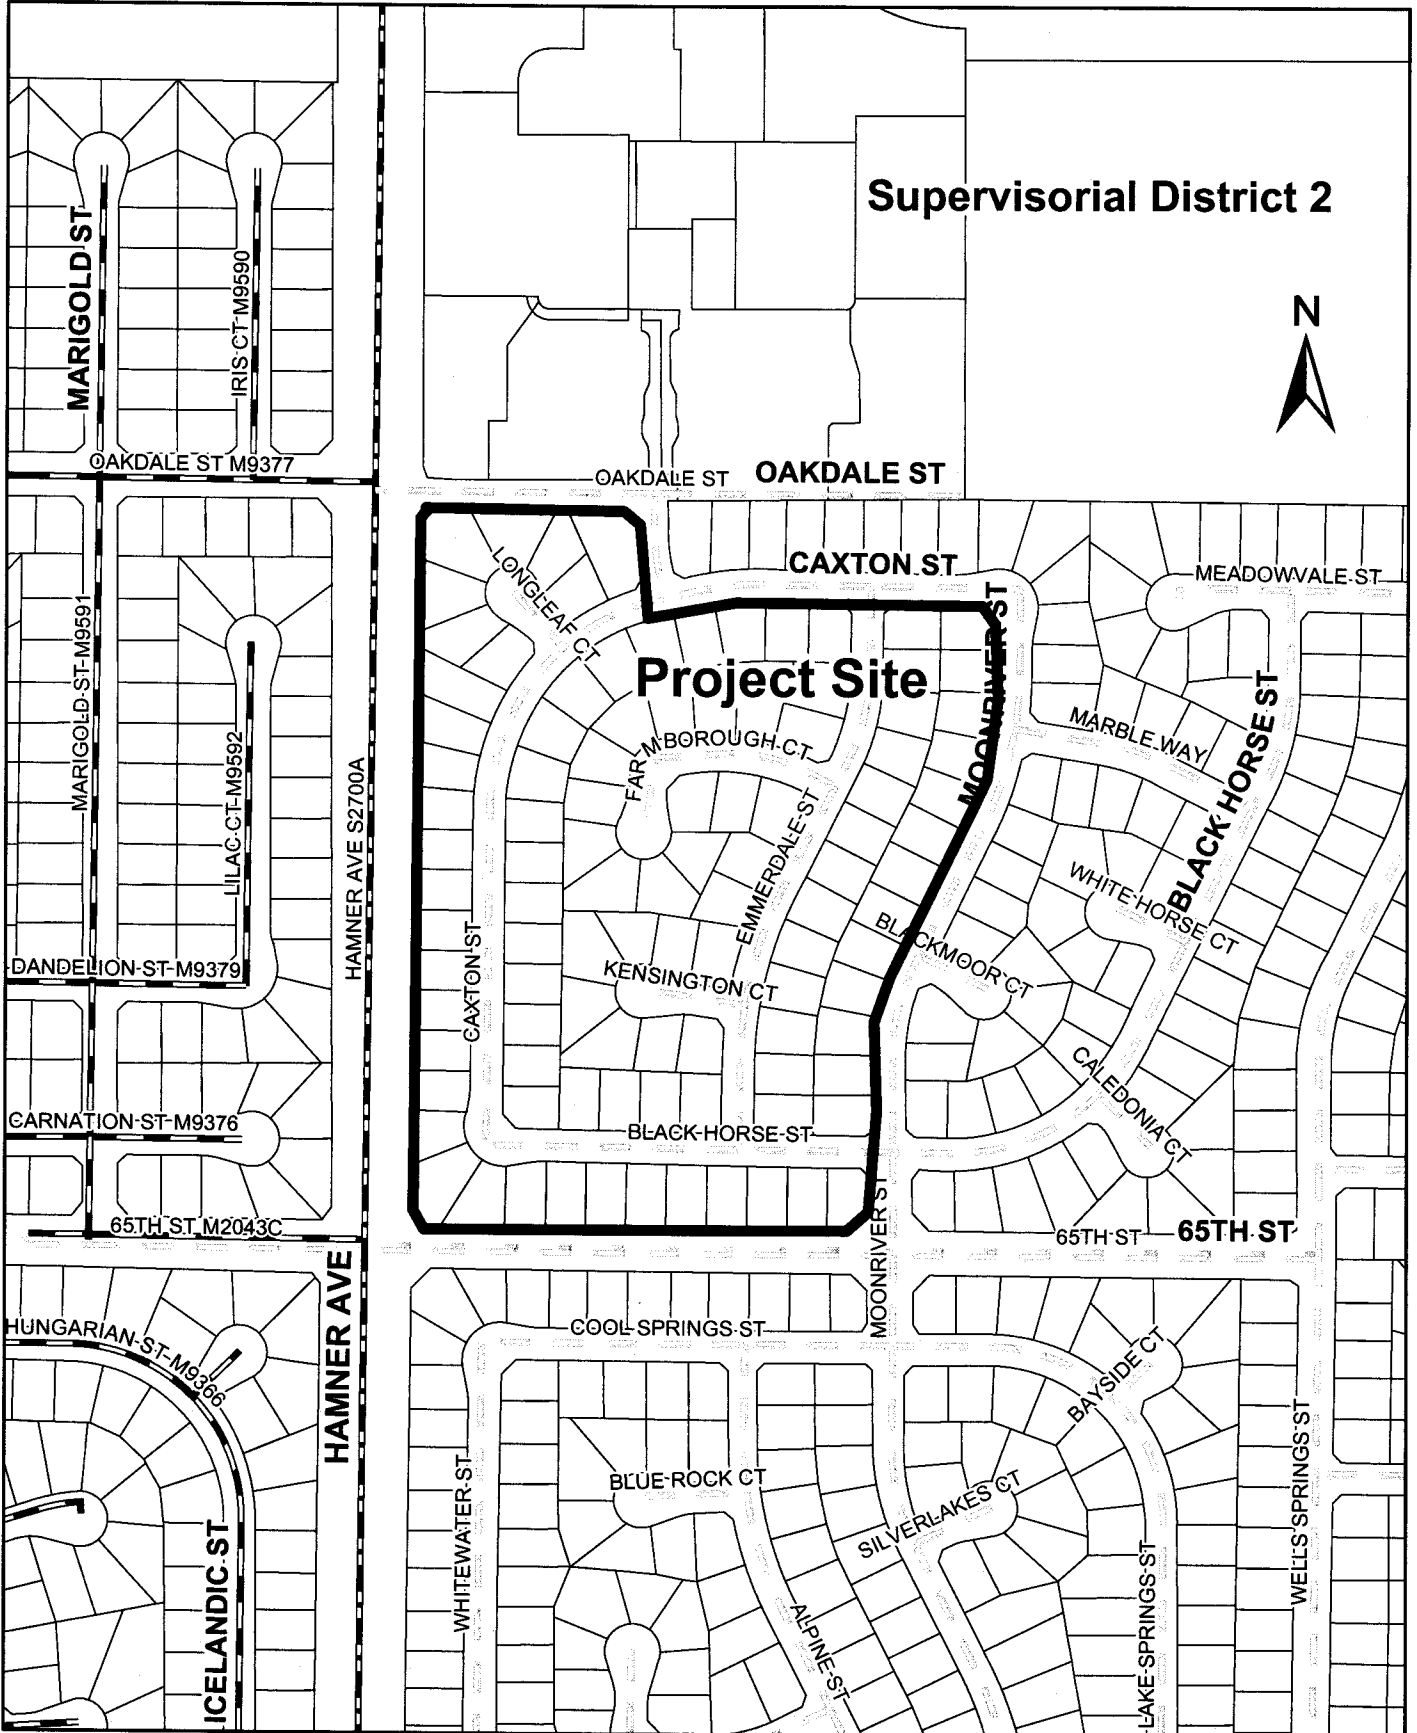 Supervisorial District 2
N
MARIGOLD ST
IRIS CT M9590
OAKDALE ST M9377
OAKDALE ST
OAKDALE ST
CAXTON ST
MEADOWVALE ST
LONGLEAF CT
MOONRIVER ST
Project Site
MARIGOLD ST M9591
LILAC CT M9592
HAMNER AVE S2700A
FARMBOROUGH CT
MARBLE WAY
BLACK HORSE ST
EMMERDALE ST
WHITE HORSE CT
BLACKMOOR CT
CAXTON ST
KENSINGTON CT
DANDELION ST M9379
CALEDONIA CT
CARNATION ST M9376
BLACK HORSE ST
65TH ST M2043C
MOONRIVER ST
65TH ST
65TH ST
HAMNER AVE
HUNGARIAN ST M9366
COOL SPRINGS ST
BAYSIDE CT
WHITEWATER ST
BLUE ROCK CT
SILVERLAKES CT
WELLS SPRINGS ST
ICELANDIC ST
ALPINE ST
LAKE SPRINGS ST